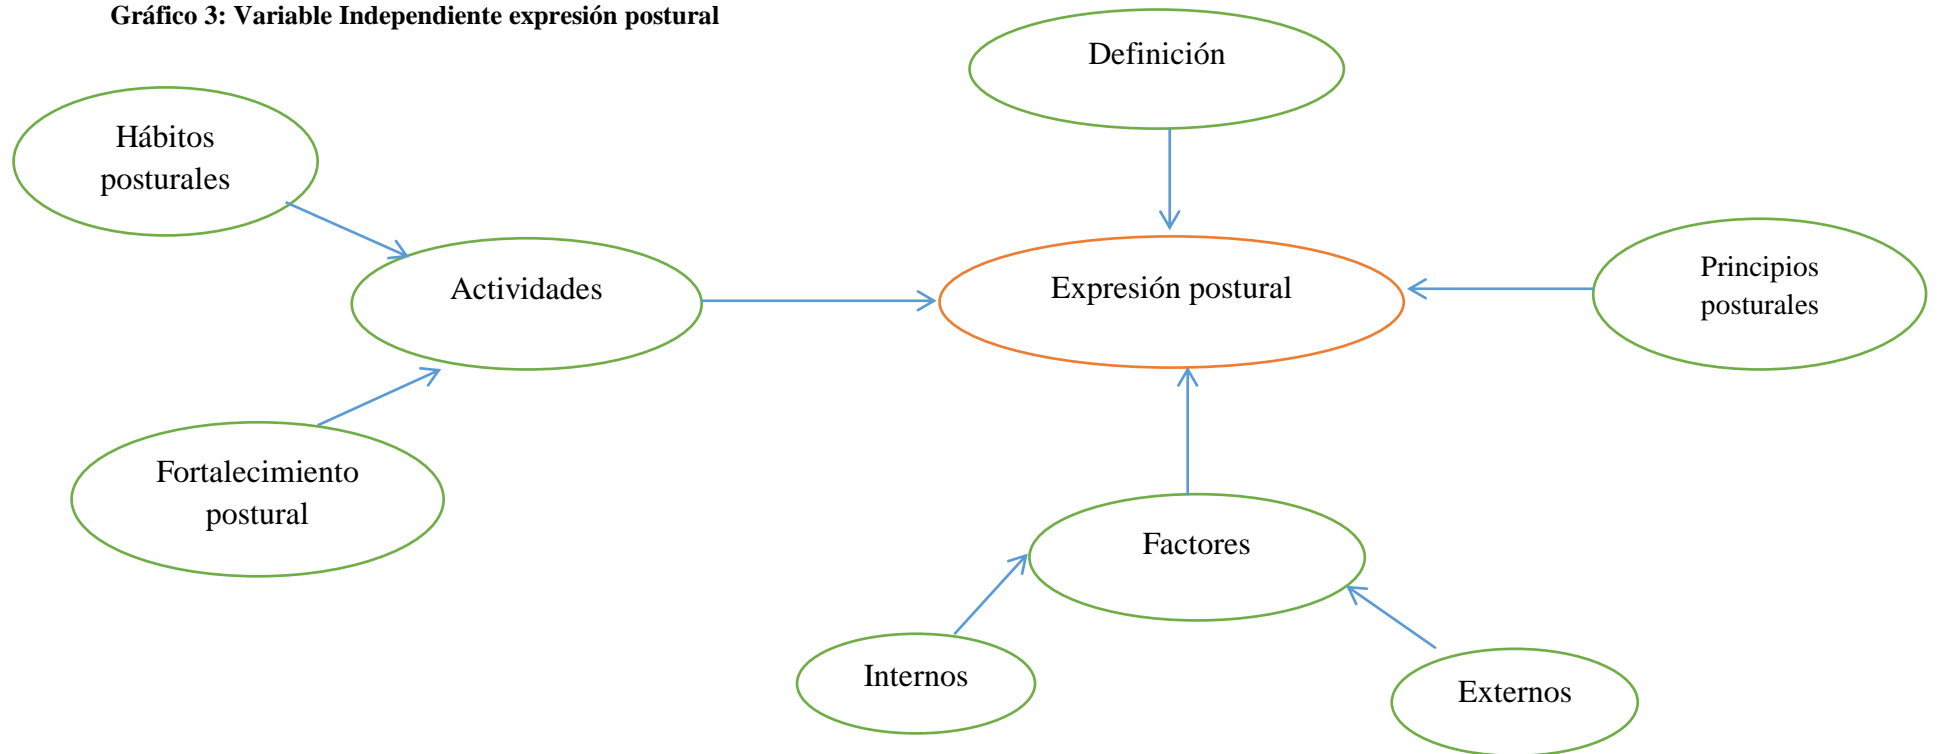 Gráfico 3: Variable Independiente expresión postural
Definición
Hábitos
posturales
Actividades
Expresión postural
Principios
posturales
Fortalecimiento
postural
Factores
Internos
Externos